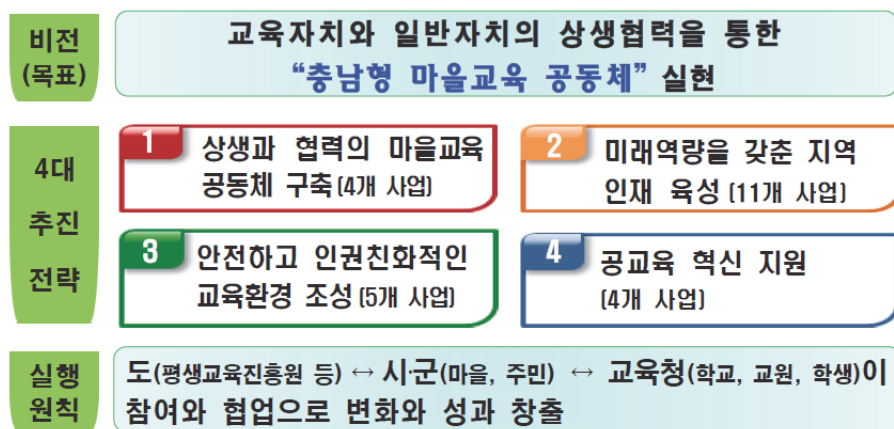 비전
(목표)
교육자치와 일반자치의 상생협력을 통한
“충남형 마을교육 공동체” 실현
4대
추진
전략
1
상생과 협력의 마을교육
공동체 구축(4개 사업)
2
미래역량을 갖춘 지역
인재 육성(11개 사업)
3
안전하고 인권친화적인
교육환경 조성(5개 사업)
4
공교육 혁신 지원
(4개 사업)
실행
원칙
도(평생교육진흥원 등) ↔ 시·군(마을, 주민) ↔ 교육청(학교, 교원, 학생)이
참여와 협업으로 변화와 성과 창출